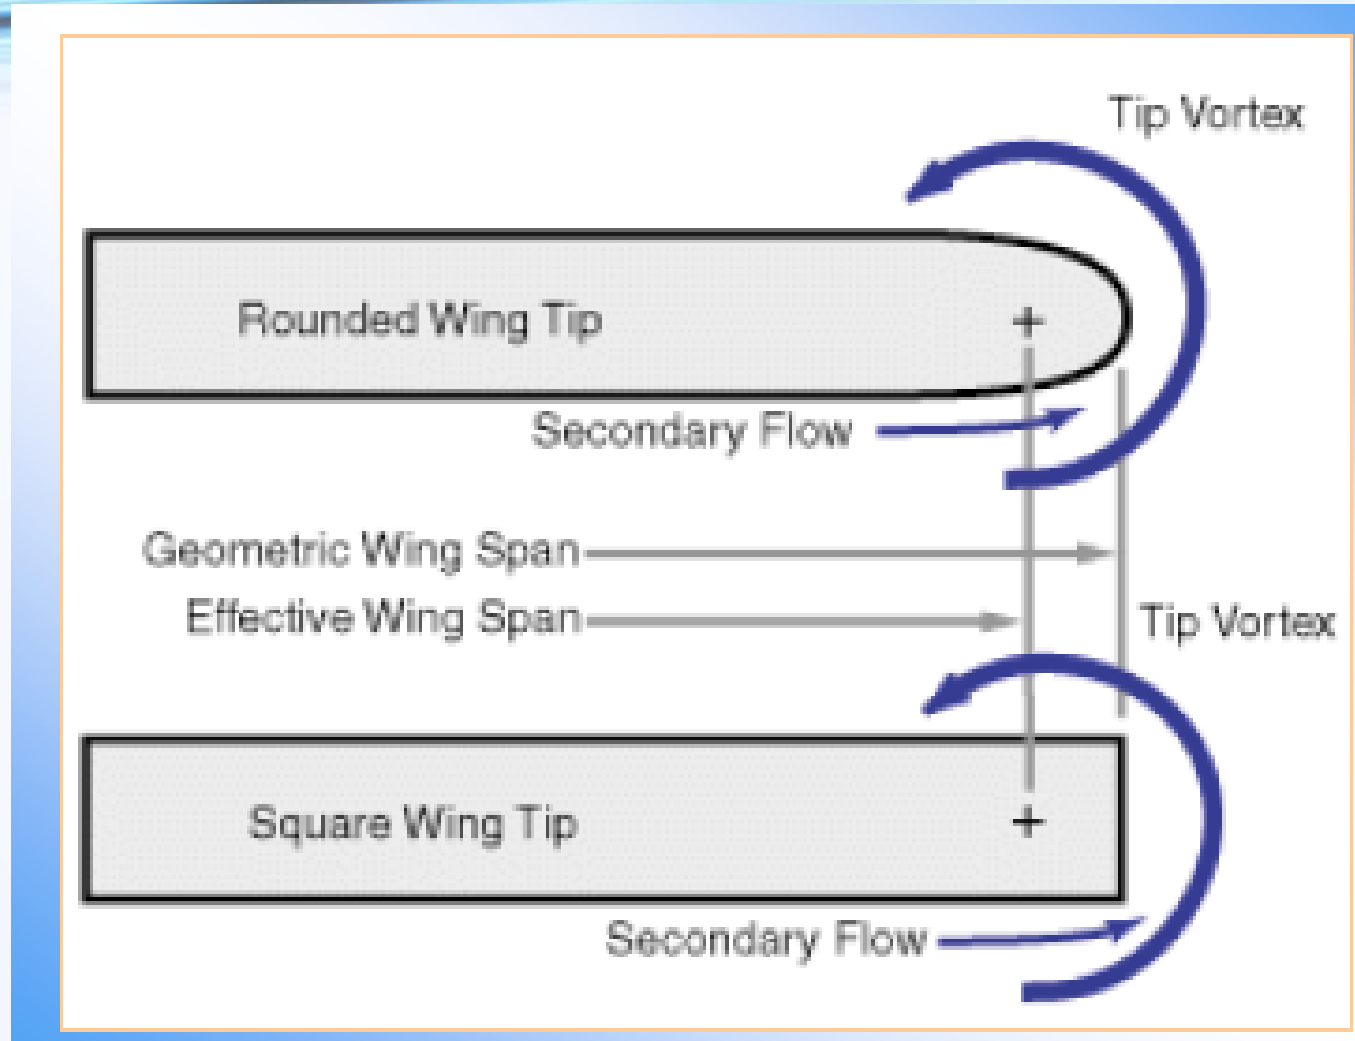 Tip Vortex
Rounded Wing Tip
Secondary Flow
Geometric Wing Span
Effective Wing Span
Tip Vortex
Square Wing Tip
Secondary Flow